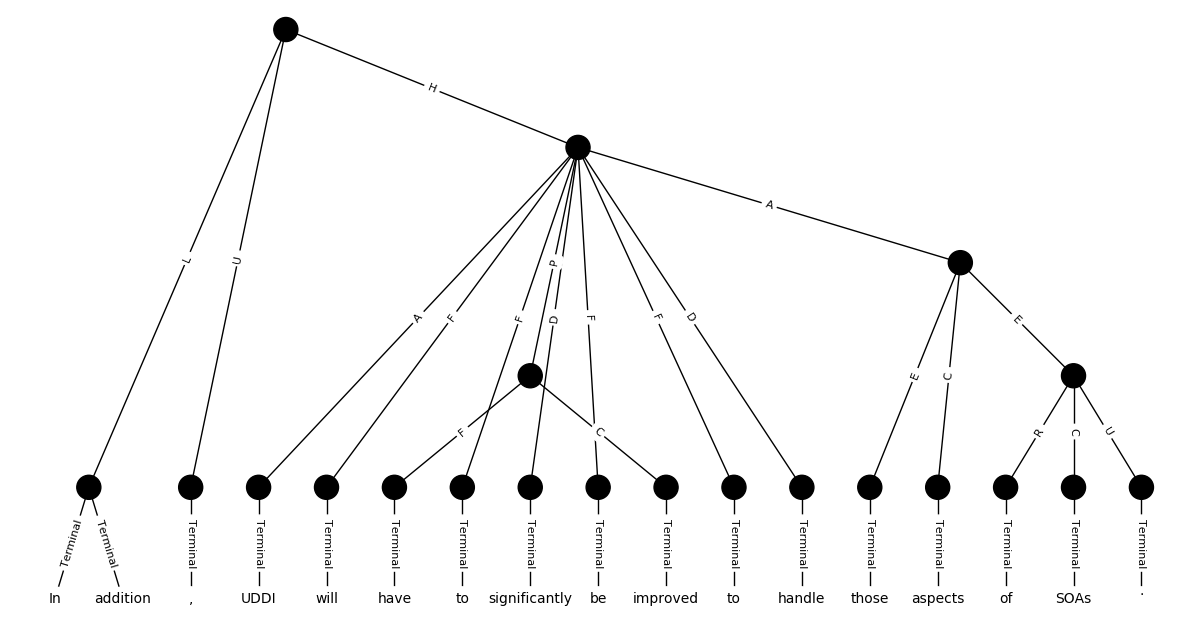 H
A
L
U
A
F
F
P
D
F
F
D
E
C
E
F
C
R
C
U
Terminal Terminal Terminal Terminal Terminal Terminal Terminal Terminal Terminal Terminal Terminal Terminal Terminal Terminal Terminal Terminal Terminal
In addition , UDDI will have to significantly be improved to handle those aspects of SOAs .